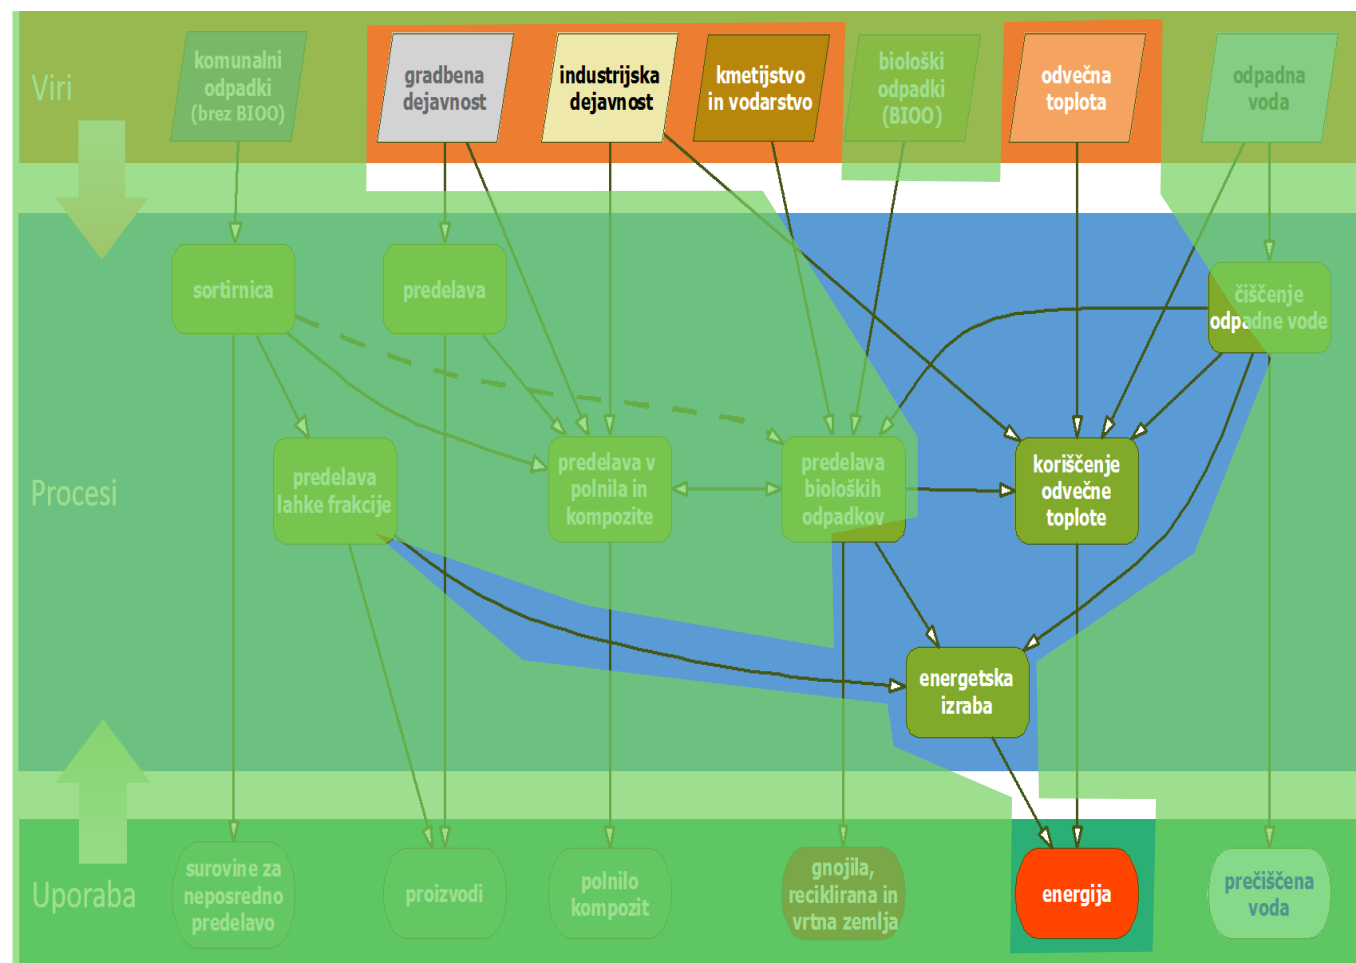 Viri
komunalni
odpadki
(brez BIOO)
gradbena
dejavnost
industrijska
dejavnost
kmetijstvo
in vodarstvo
biološki
odpadki
(BIOO)
odvečna
toplota
odpadna
voda
Procesi
sortirnica
predelava
čiščenje
odpadne vode
predelava
lahke frakcije
predelava v
polnila in
kompozite
predelava
bioloških
odpadkov
koriščenje
odvečne
toplote
energetska
izraba
Uporaba
surovine za
neposredno
predelavo
proizvodi
polnilo
kompozit
gnojila,
reciklirana in
vrtna zemlja
energija
prečiščena
voda